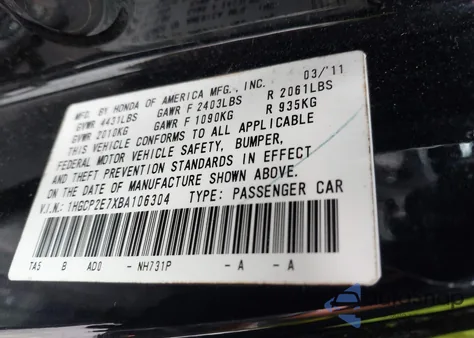 MFD. BY HONDA OF AMERICA MFG., INC. 03/'11
GVWR 4431LBS GAWR F 2403LBS R 2061LBS
GVWR 2010KG GAWR F 1090KG R 935KG
THIS VEHICLE CONFORMS TO ALL APPLICABLE
FEDERAL MOTOR VEHICLE SAFETY, BUMPER,
AND THEFT PREVENTION STANDARDS IN EFFECT
ON THE DATE OF MANUFACTURE SHOWN ABOVE.
V.I.N.: 1HGCP2E7XBA106304 TYPE: PASSENGER CAR
TA5 B AD0 - NH731P - A - A